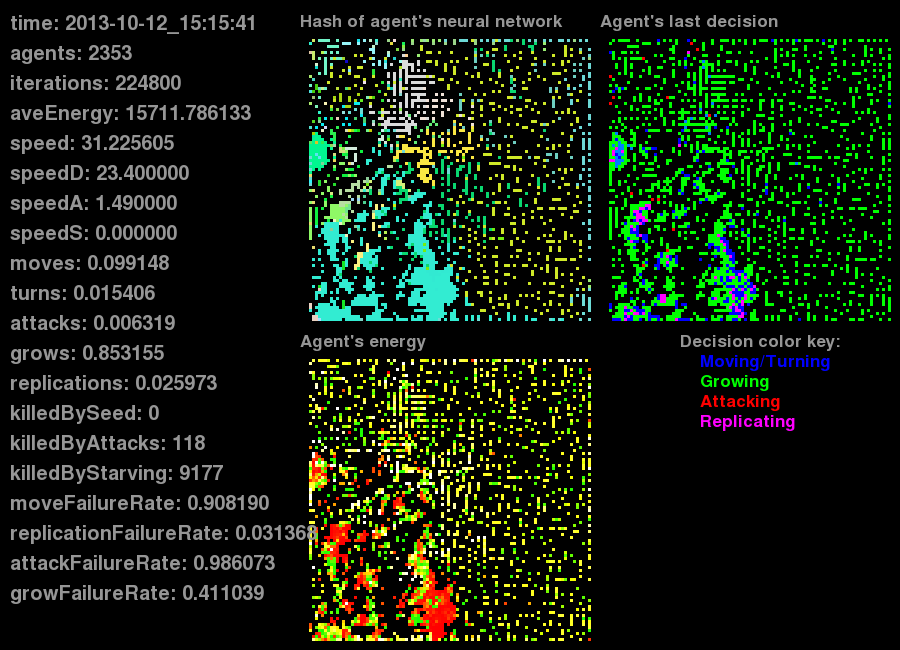 time: 2013-10-12_15:15:41
agents: 2353
iterations: 224800
aveEnergy: 15711.786133
speed: 31.225605
speedD: 23.400000
speedA: 1.490000
speedS: 0.000000
moves: 0.099148
turns: 0.015406
attacks: 0.006319
grows: 0.853155
replications: 0.025973
killedBySeed: 0
killedByAttacks: 118
killedByStarving: 9177
moveFailureRate: 0.908190
replicationFailureRate: 0.031368
attackFailureRate: 0.986073
growFailureRate: 0.411039
Hash of agent's neural network
Agent's last decision
Agent's energy
Decision color key:
Moving/Turning
Growing
Attacking
Replicating